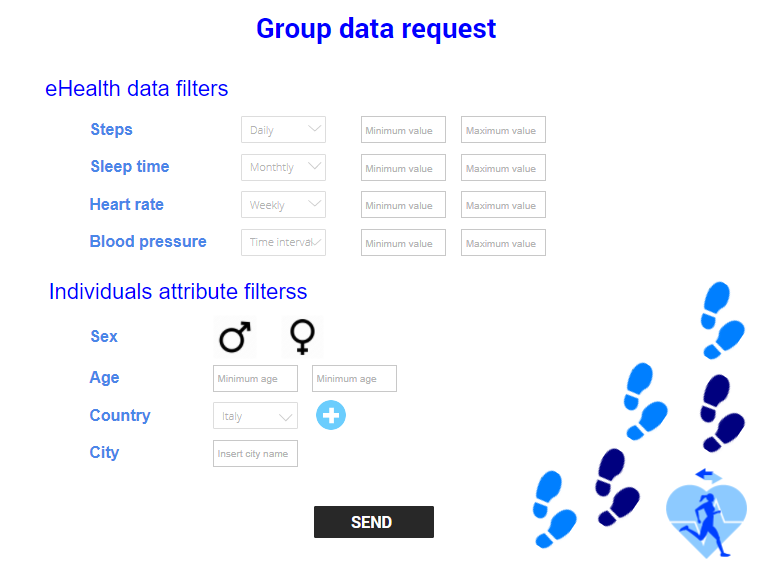 Group data request
eHealth data filters
Steps Daily Minimum value Maximum value
Sleep time Monthtly Minimum value Maximum value
Heart rate Weekly Minimum value Maximum value
Blood pressure Time interval Minimum value Maximum value
Individuals attribute filterss
Sex
Age Minimum age Minimum age
Country Italy
City Insert city name
SEND